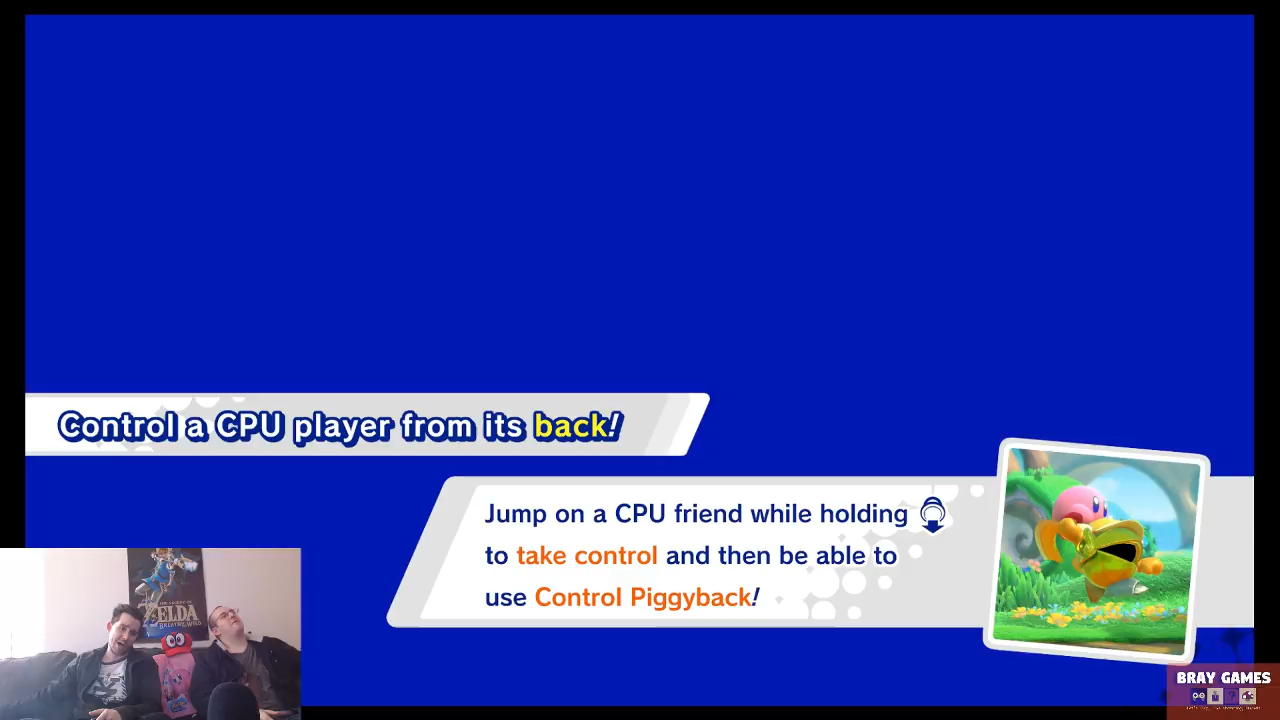 Control a CPU player from its back!
Jump on a CPU friend while holding
to take control and then be able to
use Control Piggyback!
ZELDA
BRAY GAMES